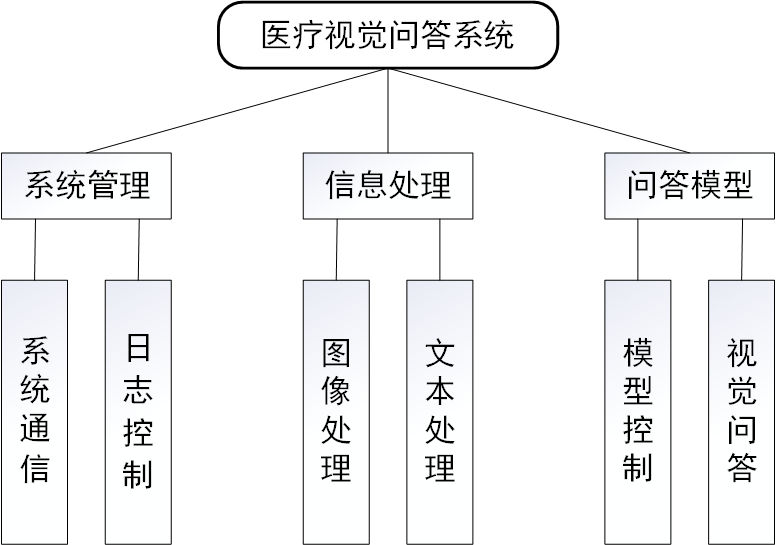 医疗视觉问答系统
系统管理
信息处理
问答模型
系统通信
日志控制
图像处理
文本处理
模型控制
视觉问答